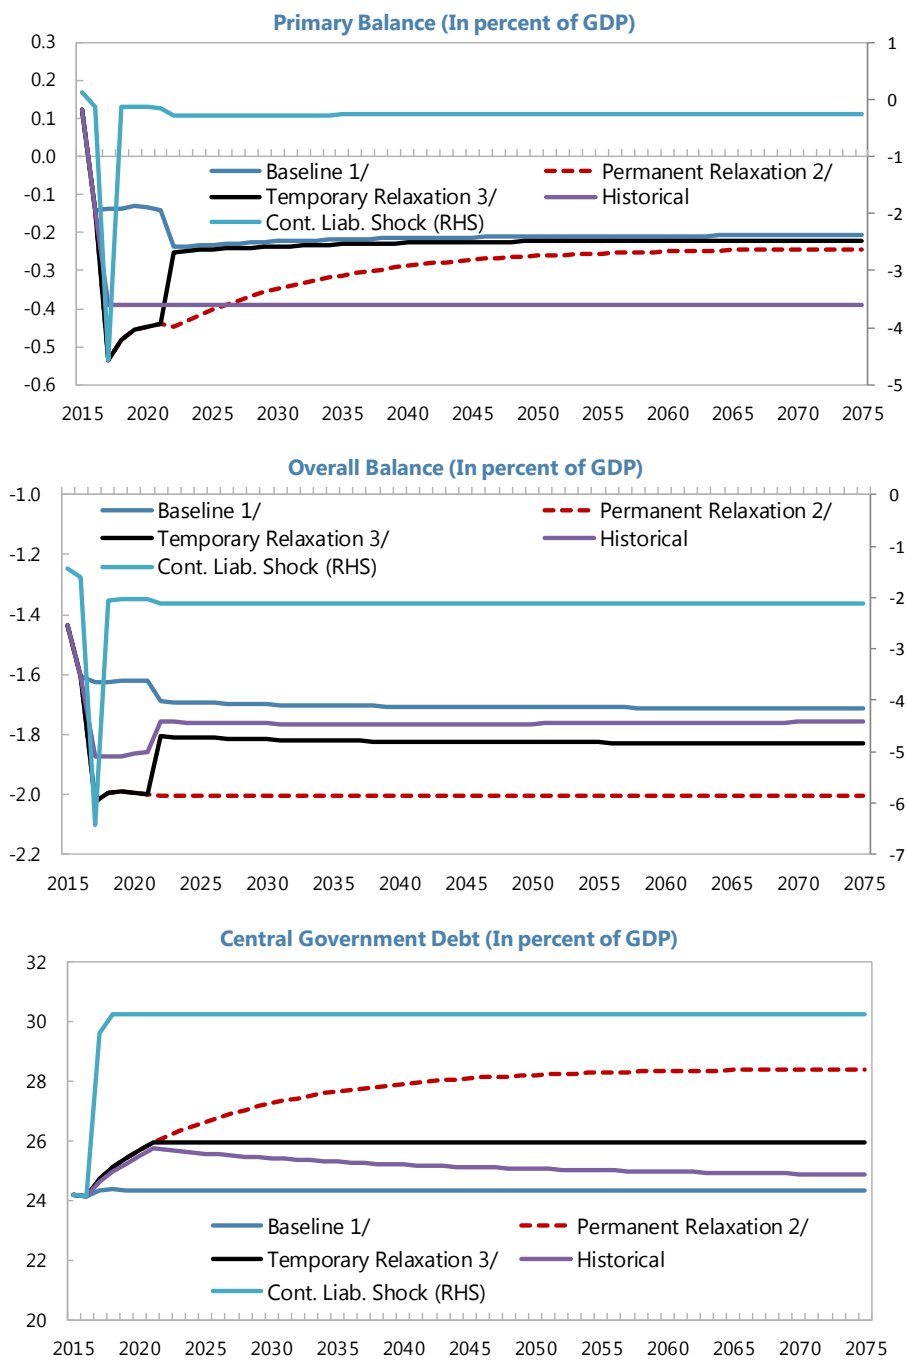 Primary Balance (In percent of GDP)
0.3 1
0.2
0.1 0
0.0 -1
Baseline 1/ Permanent Relaxation 2/
-0.1
Temporary Relaxation 3/ Historical
-0.2 -2
Cont. Liab. Shock (RHS)
-0.3 -3
-0.4 -4
-0.5
-0.6 -5
2015 2020 2025 2030 2035 2040 2045 2050 2055 2060 2065 2070 2075
Overall Balance (In percent of GDP)
-1.0 0
Baseline 1/ Permanent Relaxation 2/
Temporary Relaxation 3/ Historical
-1.2 -1
Cont. Liab. Shock (RHS)
-1.4 -2
-1.6 -3
-1.8 -4
-5
-2.0 -6
-2.2 -7
2015 2020 2025 2030 2035 2040 2045 2050 2055 2060 2065 2070 2075
Central Government Debt (In percent of GDP)
32
30
28
26
24
Baseline 1/ Permanent Relaxation 2/
22
Temporary Relaxation 3/ Historical
Cont. Liab. Shock (RHS)
20
2015 2020 2025 2030 2035 2040 2045 2050 2055 2060 2065 2070 2075